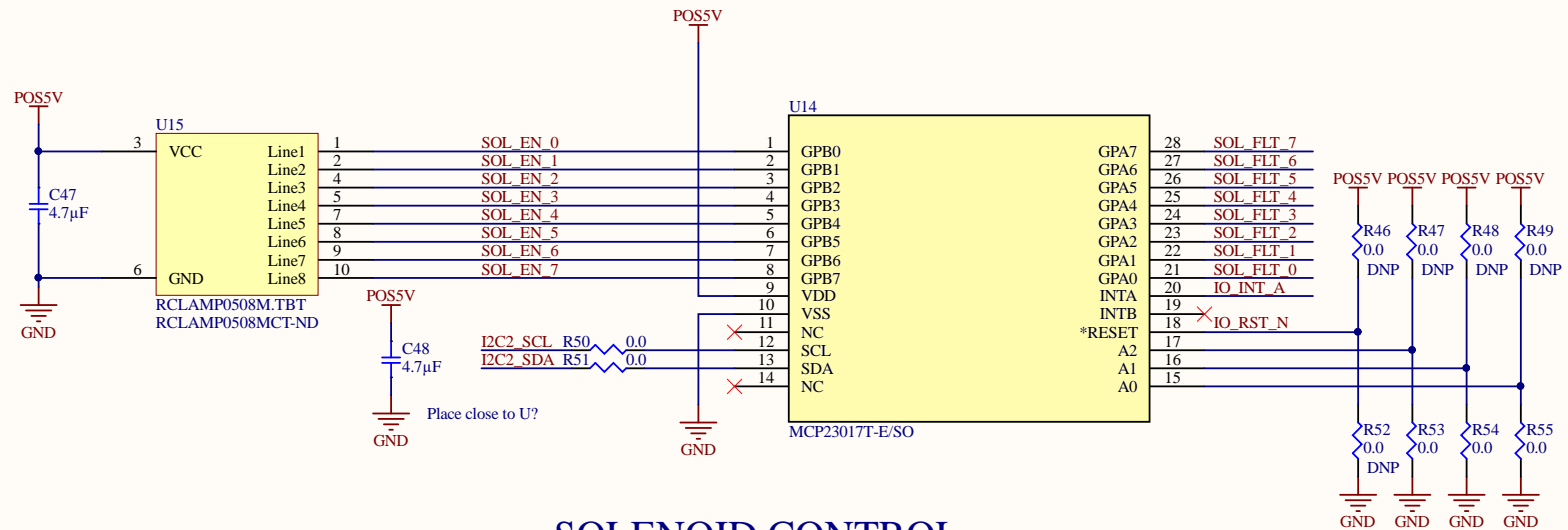 POS5V
POS5V
U15
3 VCC
6 GND
Line1 1
Line2 2
Line3 4
Line4 5
Line5 7
Line6 8
Line7 9
Line8 10
RCLAMP0508M.TBT
RCLAMP0508MCT-ND
C47
4.7µF
GND
SOL_EN_0
SOL_EN_1
SOL_EN_2
SOL_EN_3
SOL_EN_4
SOL_EN_5
SOL_EN_6
SOL_EN_7
POS5V
C48
4.7µF
GND
Place close to U?
I2C2_SCL R50 0.0
I2C2_SDA R51 0.0
GND
U14
1 GPB0
2 GPB1
3 GPB2
4 GPB3
5 GPB4
6 GPB5
7 GPB6
8 GPB7
9 VDD
10 VSS
11 NC
12 SCL
13 SDA
14 NC
GPA7 28 SOL_FLT_7
GPA6 27 SOL_FLT_6
GPA5 26 SOL_FLT_5
GPA4 25 SOL_FLT_4
GPA3 24 SOL_FLT_3
GPA2 23 SOL_FLT_2
GPA1 22 SOL_FLT_1
GPA0 21 SOL_FLT_0
INTA 20 IO_INT_A
INTB 19
*RESET 18 IO_RST_N
A2 17
A1 16
A0 15
MCP23017T-E/SO
POS5V POS5V POS5V POS5V
R46 R47 R48 R49
0.0 0.0 0.0 0.0
DNP DNP DNP DNP
R52 R53 R54 R55
0.0 0.0 0.0 0.0
DNP
GND GND GND GND
SOLENOID CONTROL